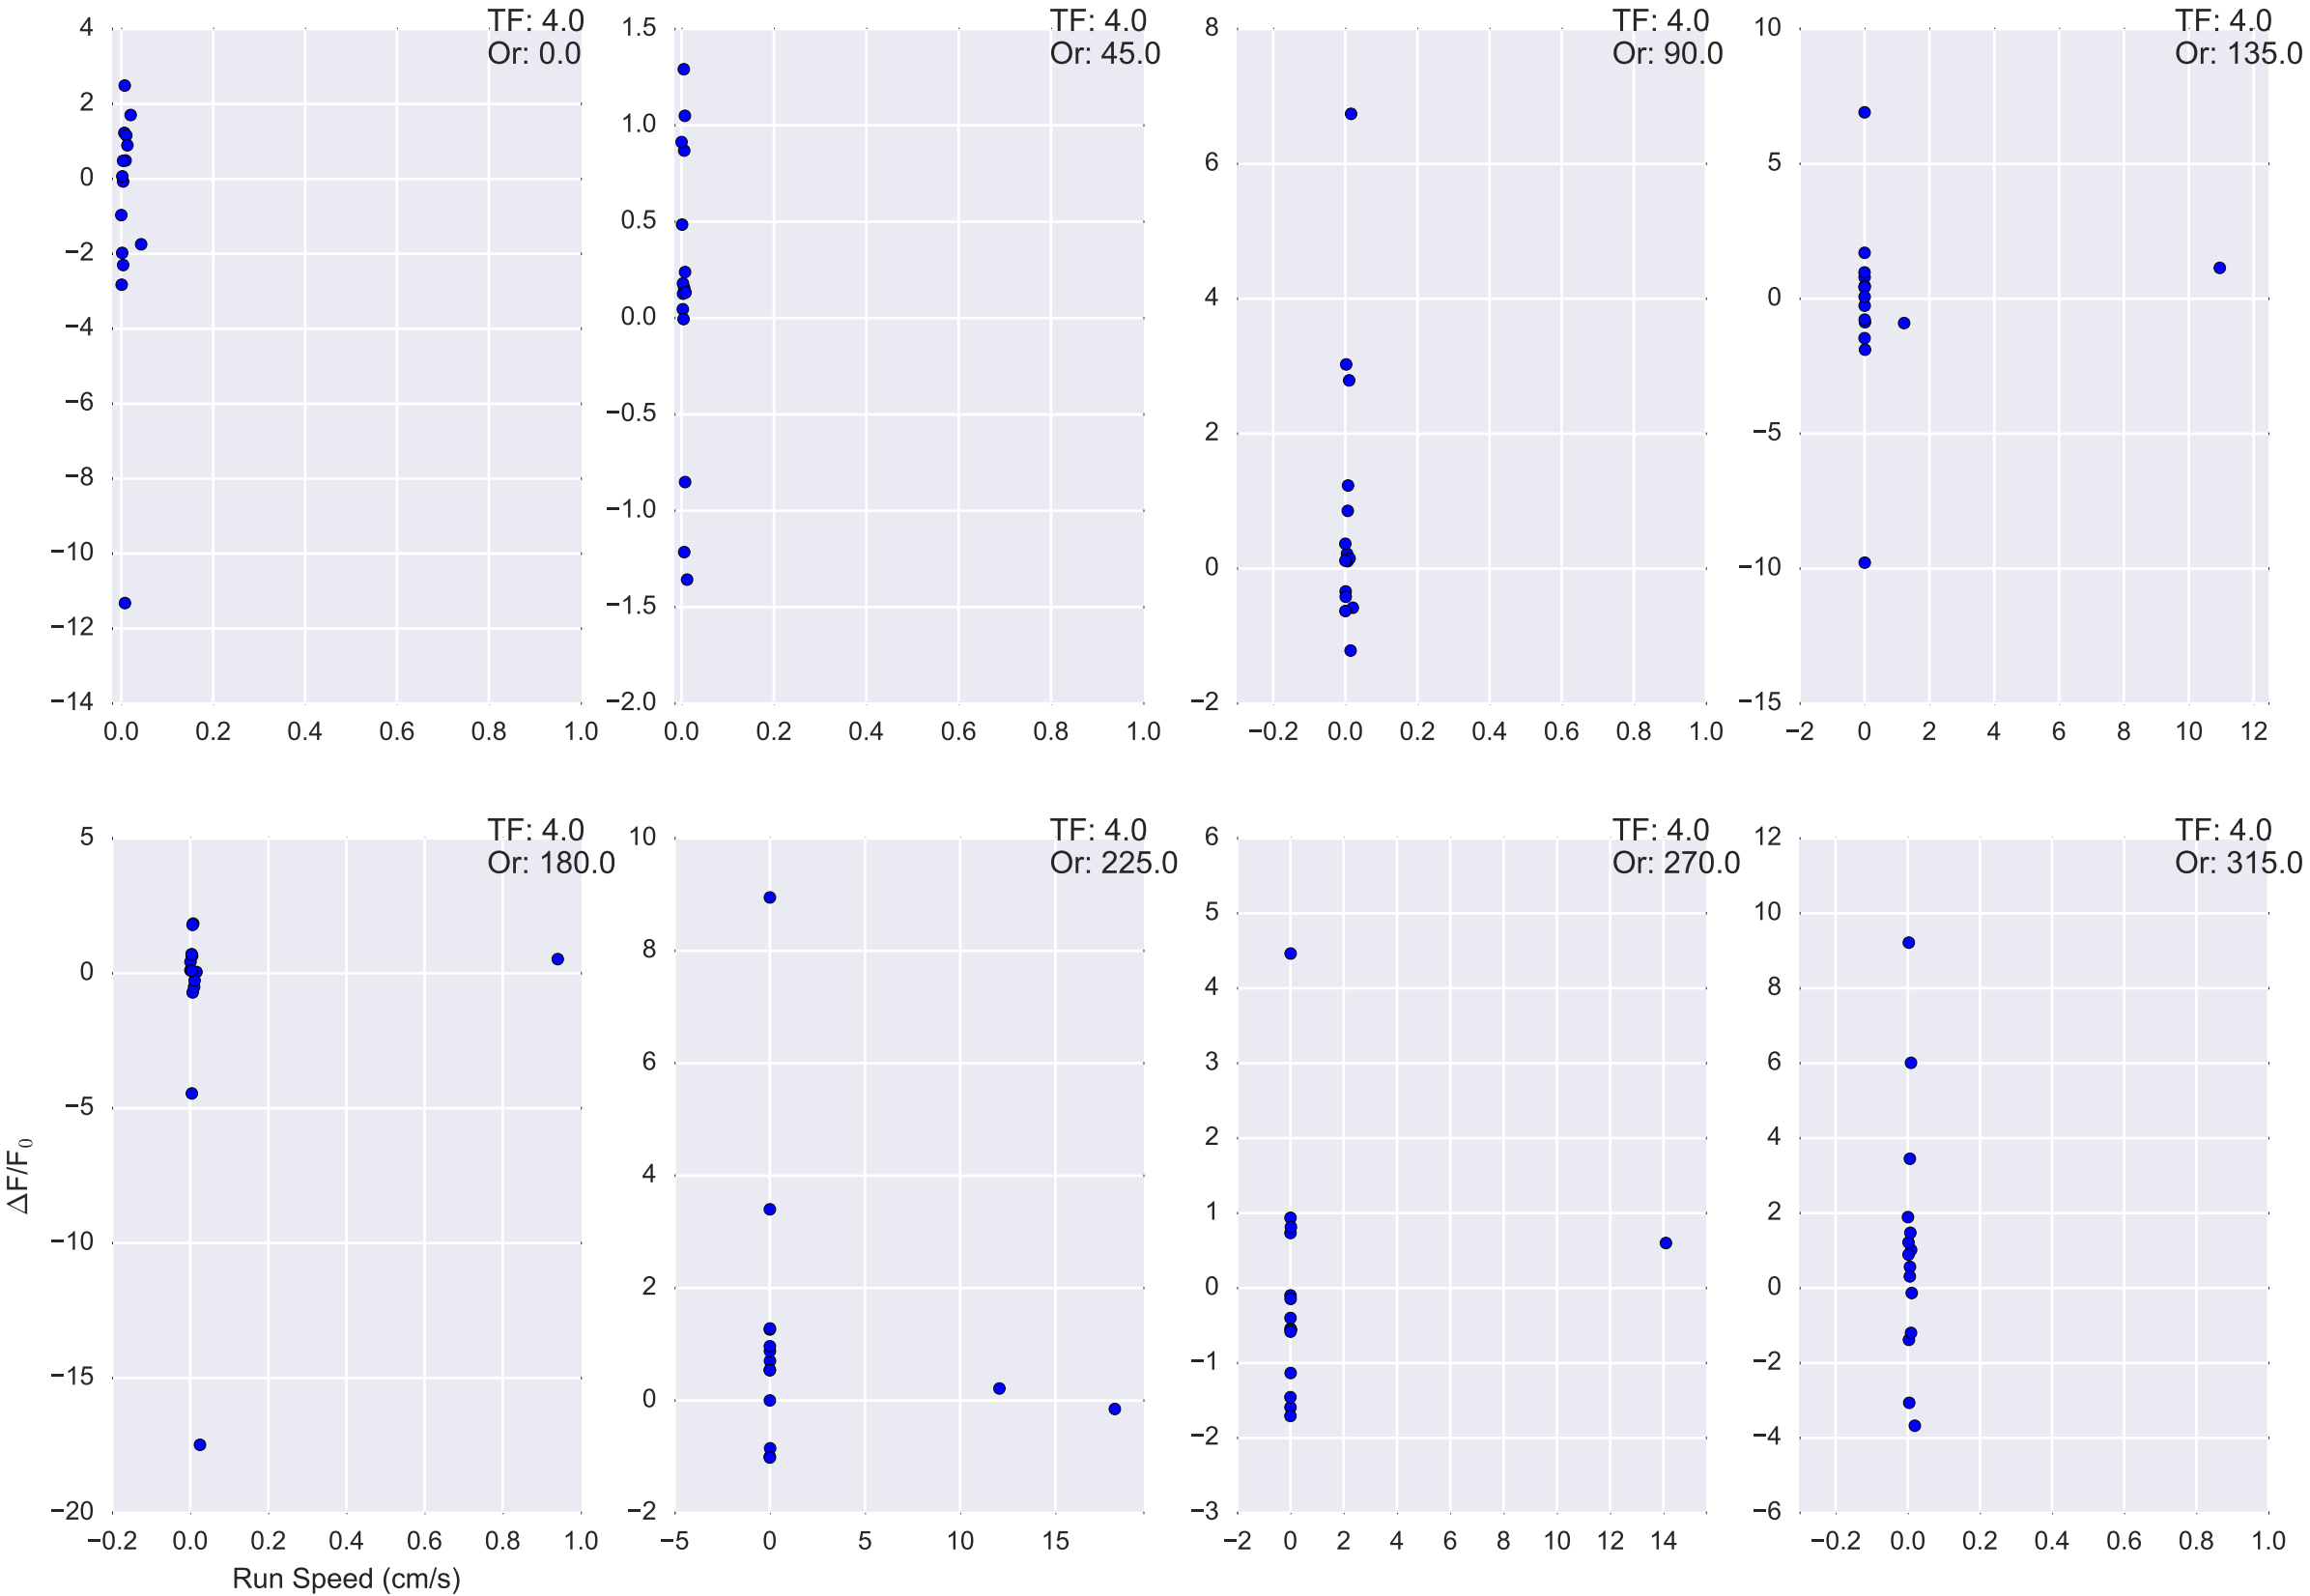 TF: 4.0
Or: 0.0
4
2
0
−2
−4
−6
−8
−10
−12
−14
0.0 0.2 0.4 0.6 0.8 1.0
TF: 4.0
Or: 45.0
1.5
1.0
0.5
0.0
−0.5
−1.0
−1.5
−2.0
0.0 0.2 0.4 0.6 0.8 1.0
TF: 4.0
Or: 90.0
8
6
4
2
0
−2
−0.2 0.0 0.2 0.4 0.6 0.8 1.0
TF: 4.0
Or: 135.0
10
5
0
−5
−10
−15
−2 0 2 4 6 8 10 12
TF: 4.0
Or: 180.0
5
0
−5
−10
−15
−20
−0.2 0.0 0.2 0.4 0.6 0.8 1.0
Run Speed (cm/s)
ΔF/F₀
TF: 4.0
Or: 225.0
10
8
6
4
2
0
−2
−5 0 5 10 15
TF: 4.0
Or: 270.0
6
5
4
3
2
1
0
−1
−2
−3
−2 0 2 4 6 8 10 12 14
TF: 4.0
Or: 315.0
12
10
8
6
4
2
0
−2
−4
−6
−0.2 0.0 0.2 0.4 0.6 0.8 1.0